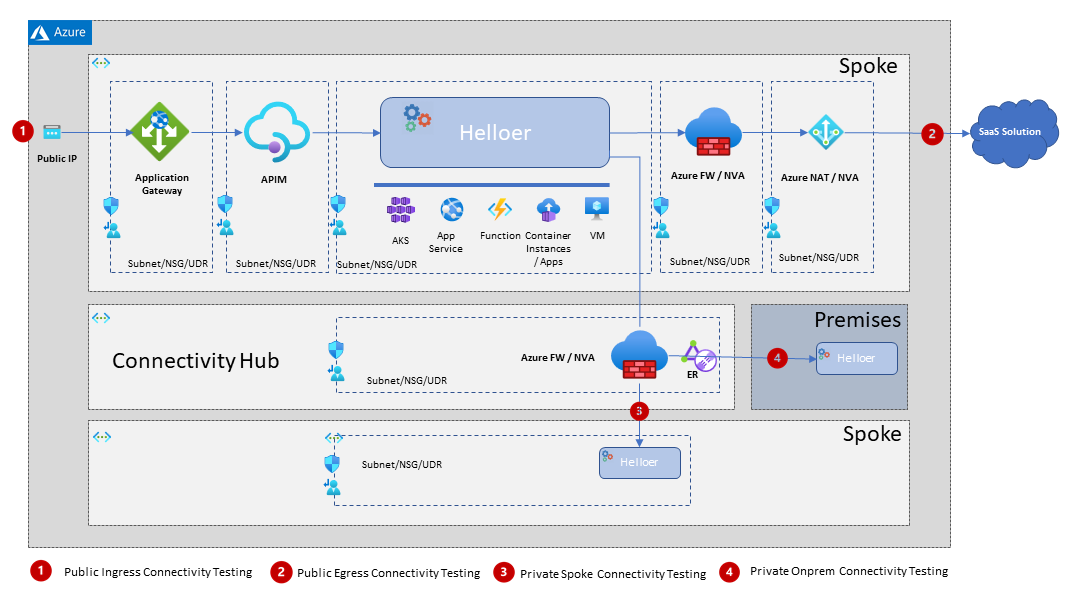 Azure
Spoke
1
Public IP
Application
Gateway
APIM
Helloer
Azure FW / NVA
Azure NAT / NVA
2
SaaS Solution
AKS
App
Service
Function
Container
Instances
/ Apps
VM
Subnet/NSG/UDR
Subnet/NSG/UDR
Subnet/NSG/UDR
Subnet/NSG/UDR
Subnet/NSG/UDR
Connectivity Hub
Azure FW / NVA
ER
Subnet/NSG/UDR
4
Premises
Helloer
3
Spoke
Subnet/NSG/UDR
Helloer
1 Public Ingress Connectivity Testing
2 Public Egress Connectivity Testing
3 Private Spoke Connectivity Testing
4 Private Onprem Connectivity Testing